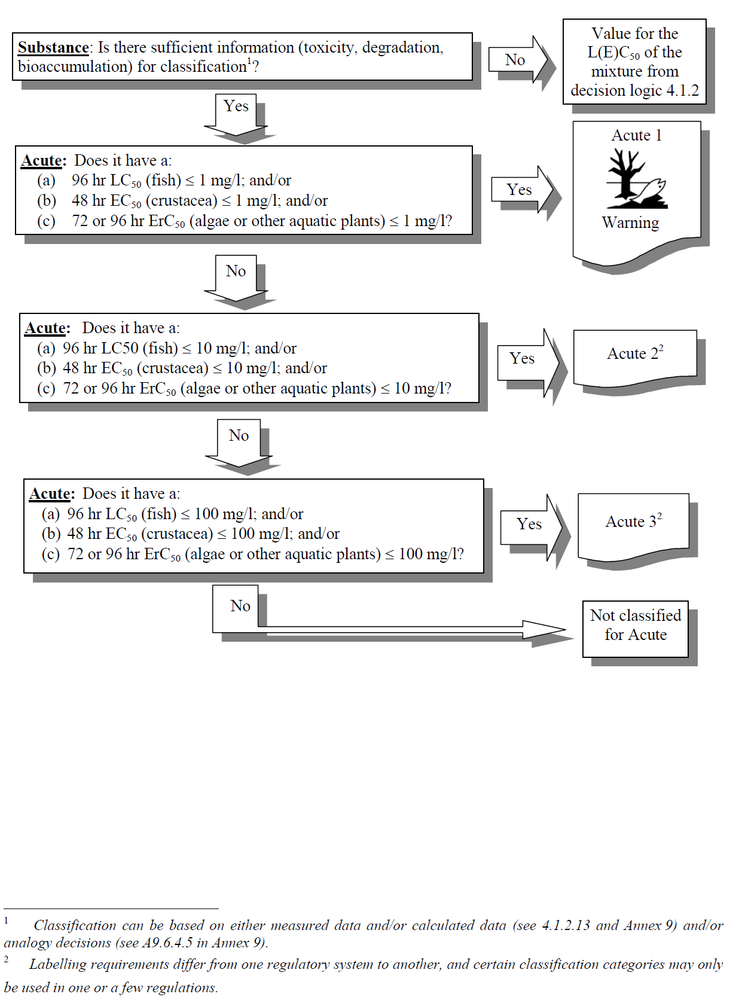 Substance: Is there sufficient information (toxicity, degradation,
bioaccumulation) for classification¹?
No
Value for the
L(E)C₅₀ of the
mixture from
decision logic 4.1.2
Yes
Acute: Does it have a:
(a) 96 hr LC₅₀ (fish) ≤ 1 mg/l; and/or
(b) 48 hr EC₅₀ (crustacea) ≤ 1 mg/l; and/or
(c) 72 or 96 hr ErC₅₀ (algae or other aquatic plants) ≤ 1 mg/l?
Yes
Acute 1
Warning
No
Acute: Does it have a:
(a) 96 hr LC50 (fish) ≤ 10 mg/l; and/or
(b) 48 hr EC₅₀ (crustacea) ≤ 10 mg/l; and/or
(c) 72 or 96 hr ErC₅₀ (algae or other aquatic plants) ≤ 10 mg/l?
Yes
Acute 2²
No
Acute: Does it have a:
(a) 96 hr LC₅₀ (fish) ≤ 100 mg/l; and/or
(b) 48 hr EC₅₀ (crustacea) ≤ 100 mg/l; and/or
(c) 72 or 96 hr ErC₅₀ (algae or other aquatic plants) ≤ 100 mg/l?
Yes
Acute 3²
No
Not classified
for Acute
¹ Classification can be based on either measured data and/or calculated data (see 4.1.2.13 and Annex 9) and/or
analogy decisions (see A9.6.4.5 in Annex 9).
² Labelling requirements differ from one regulatory system to another, and certain classification categories may only
be used in one or a few regulations.